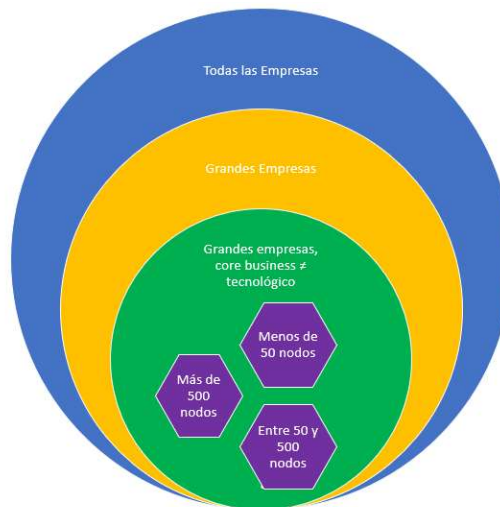 Todas las Empresas
Grandes Empresas
Grandes empresas,
core business ≠
tecnológico
Menos de
50 nodos
Más de
500
nodos
Entre 50 y
500
nodos